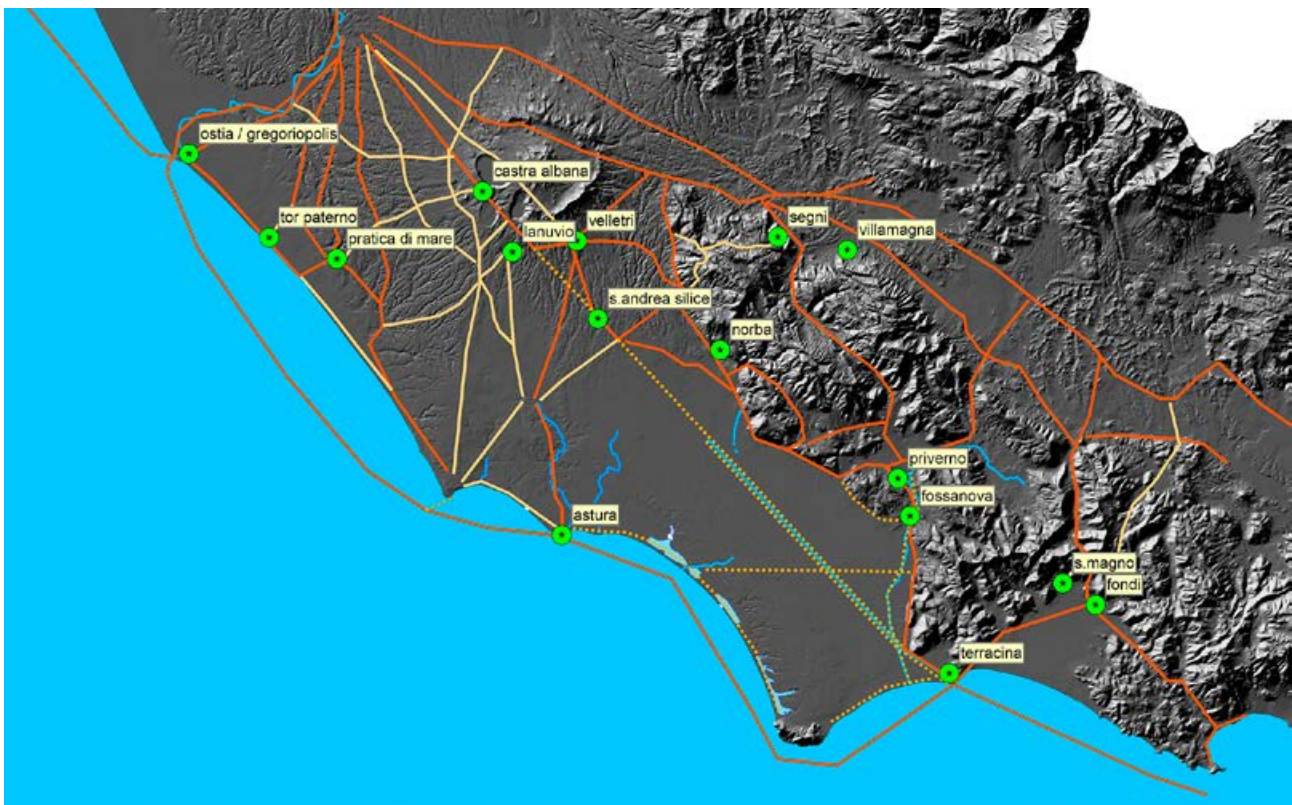 ostia / gregoriopolis
castra albana
tor paterno
pratica di mare
lanuvio
velletri
segni
villamagna
s.andrea silice
norba
priverno
fossanova
astura
s.magno
fondi
terracina